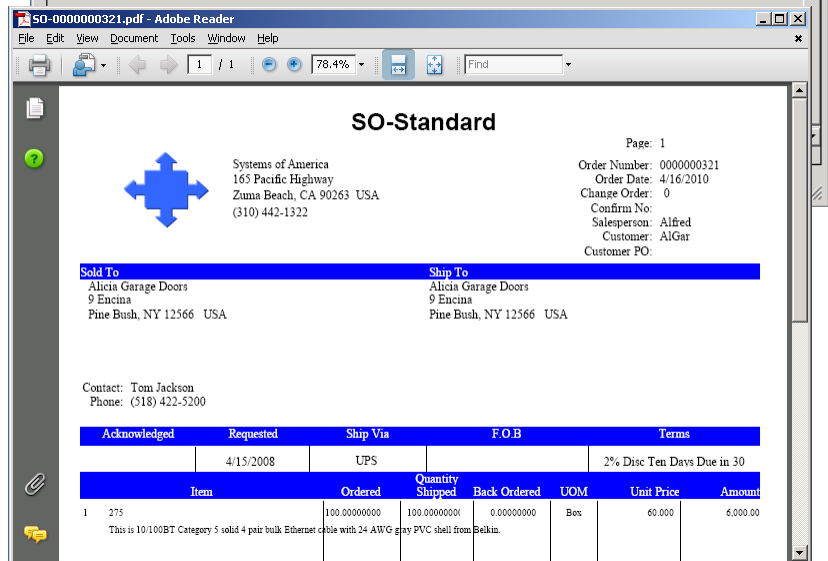 SO-0000000321.pdf - Adobe Reader
File Edit View Document Tools Window Help
1 / 1 78.4% Find
SO-Standard
Page: 1
Systems of America
165 Pacific Highway
Zuma Beach, CA 90263 USA
(310) 442-1322
Order Number: 0000000321
Order Date: 4/16/2010
Change Order: 0
Confirm No:
Salesperson: Alfred
Customer: AlGar
Customer PO:
Sold To Ship To
Alicia Garage Doors Alicia Garage Doors
9 Encina 9 Encina
Pine Bush, NY 12566 USA Pine Bush, NY 12566 USA
Contact: Tom Jackson
Phone: (518) 422-5200
Acknowledged Requested Ship Via F.O.B Terms
4/15/2008 UPS 2% Disc Ten Days Due in 30
Item Ordered Quantity Shipped Back Ordered UOM Unit Price Amount
1 275 100.00000000 100.0000000( 0.00000000 Box 60.000 6,000.00
This is 10/100BT Category 5 solid 4 pair bulk Ethernet cable with 24 AWG gray PVC shell from Belkin.